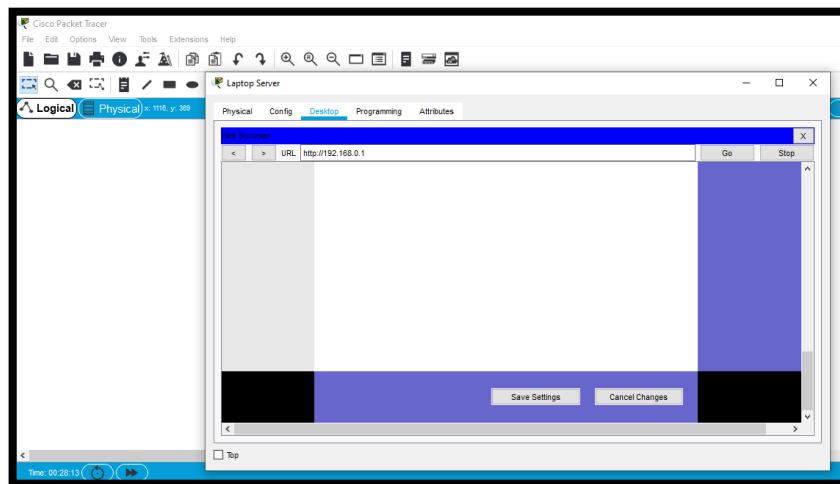 Cisco Packet Tracer
File Edit Options View Tools Extensions Help
Laptop Server
Logical Physical x: 1118, y: 389
Physical Config Desktop Programming Attributes
Web Browser X
< > URL http://192.168.0.1 Go Stop
Save Settings Cancel Changes
Top
Time: 00:28:13